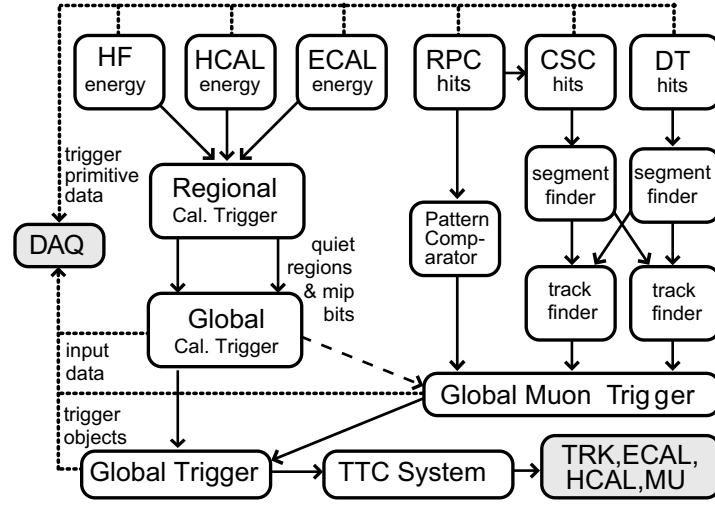 HF
energy
HCAL
energy
ECAL
energy
RPC
hits
CSC
hits
DT
hits
trigger
primitive
data
Regional
Cal. Trigger
segment
finder
segment
finder
DAQ
Pattern
Comp-
arator
quiet
regions
& mip
bits
Global
Cal. Trigger
track
finder
track
finder
input
data
Global Muon Trigger
trigger
objects
Global Trigger
TTC System
TRK,ECAL,
HCAL,MU